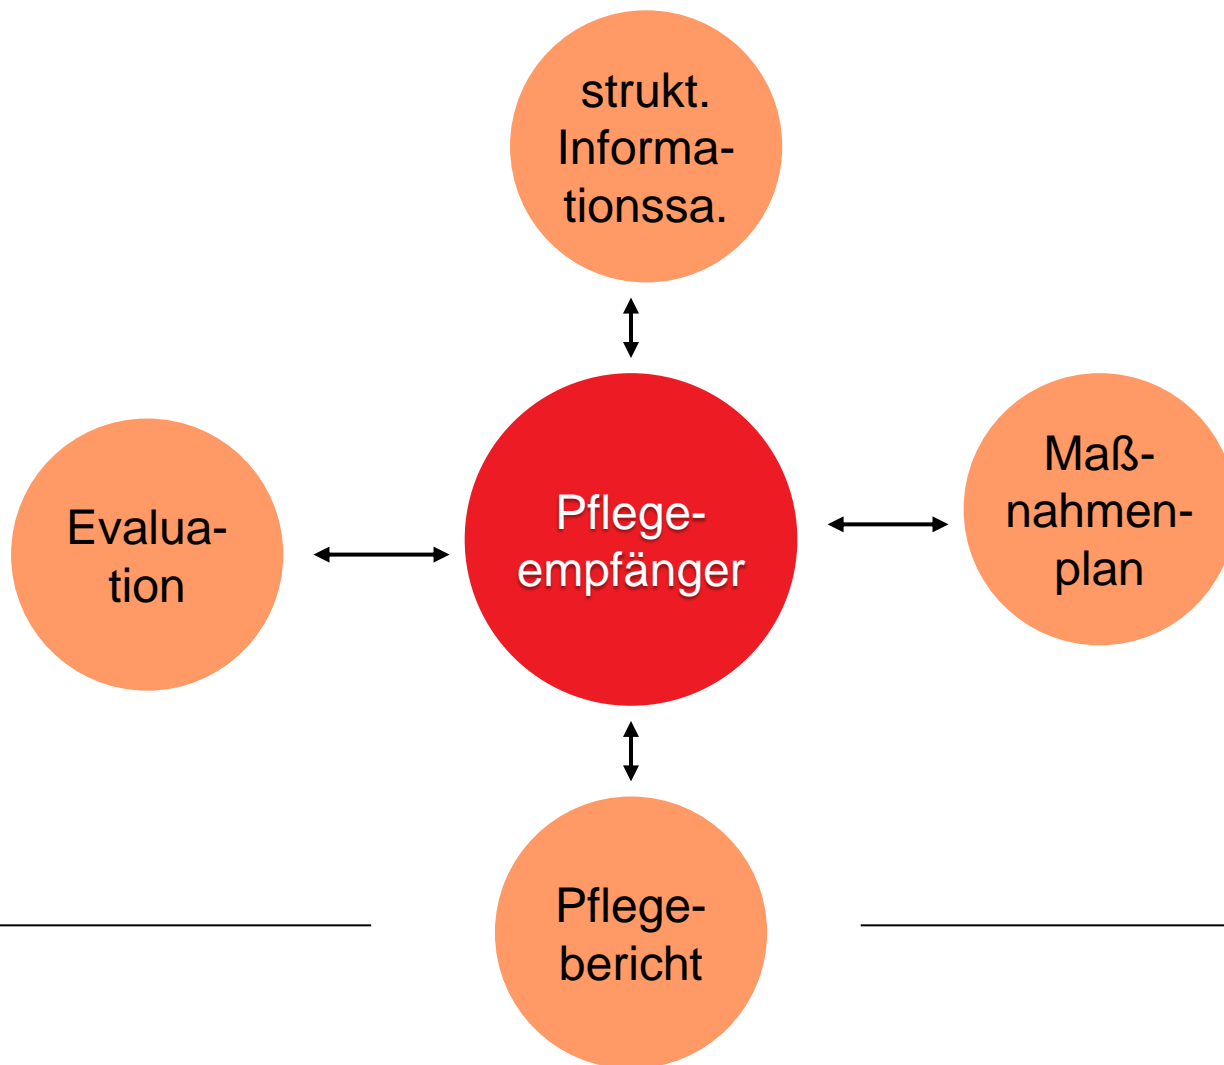 strukt.
Informa-
tionssa.
Evalua-
tion
Pflege-
empfänger
Maß-
nahmen-
plan
Pflege-
bericht